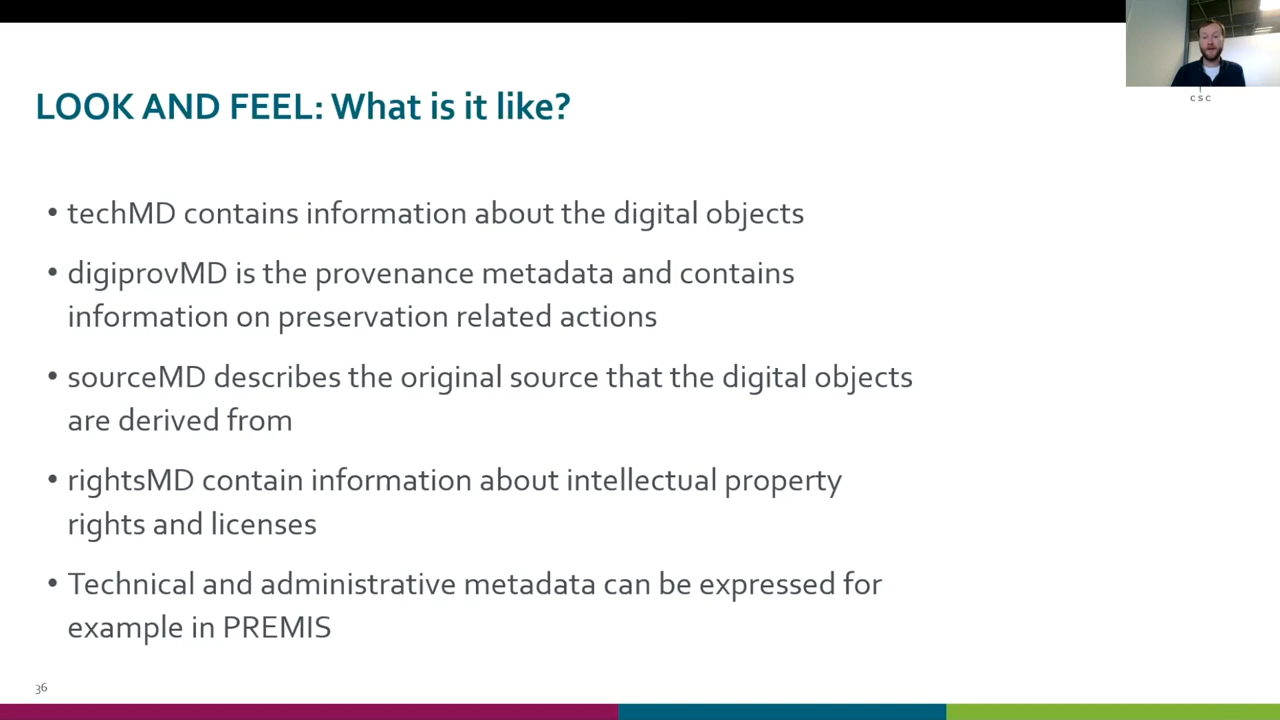 CSC
LOOK AND FEEL: What is it like?
• techMD contains information about the digital objects
• digiprovMD is the provenance metadata and contains
information on preservation related actions
• sourceMD describes the original source that the digital objects
are derived from
• rightsMD contain information about intellectual property
rights and licenses
• Technical and administrative metadata can be expressed for
example in PREMIS
36